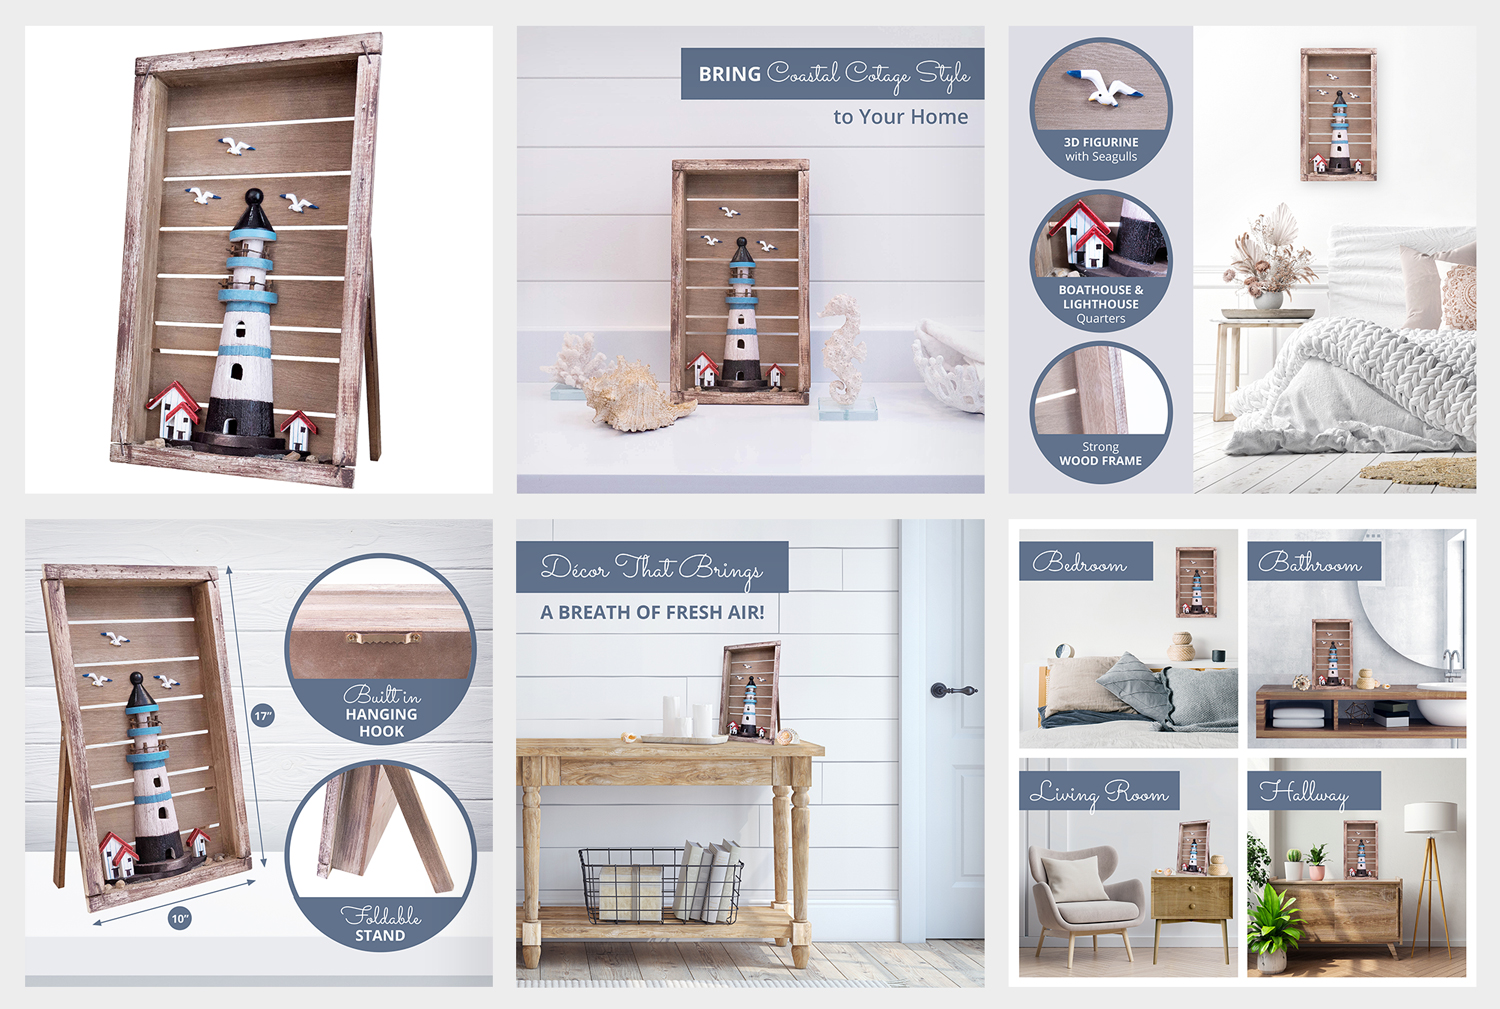 BRING Coastal Cotage Style
to Your Home
3D FIGURINE
with Seagulls
BOATHOUSE &
LIGHTHOUSE
Quarters
Strong
WOOD FRAME
17"
10"
Built in
HANGING
HOOK
Foldable
STAND
Décor That Brings
A BREATH OF FRESH AIR!
Bedroom
Bathroom
Living Room
Hallway